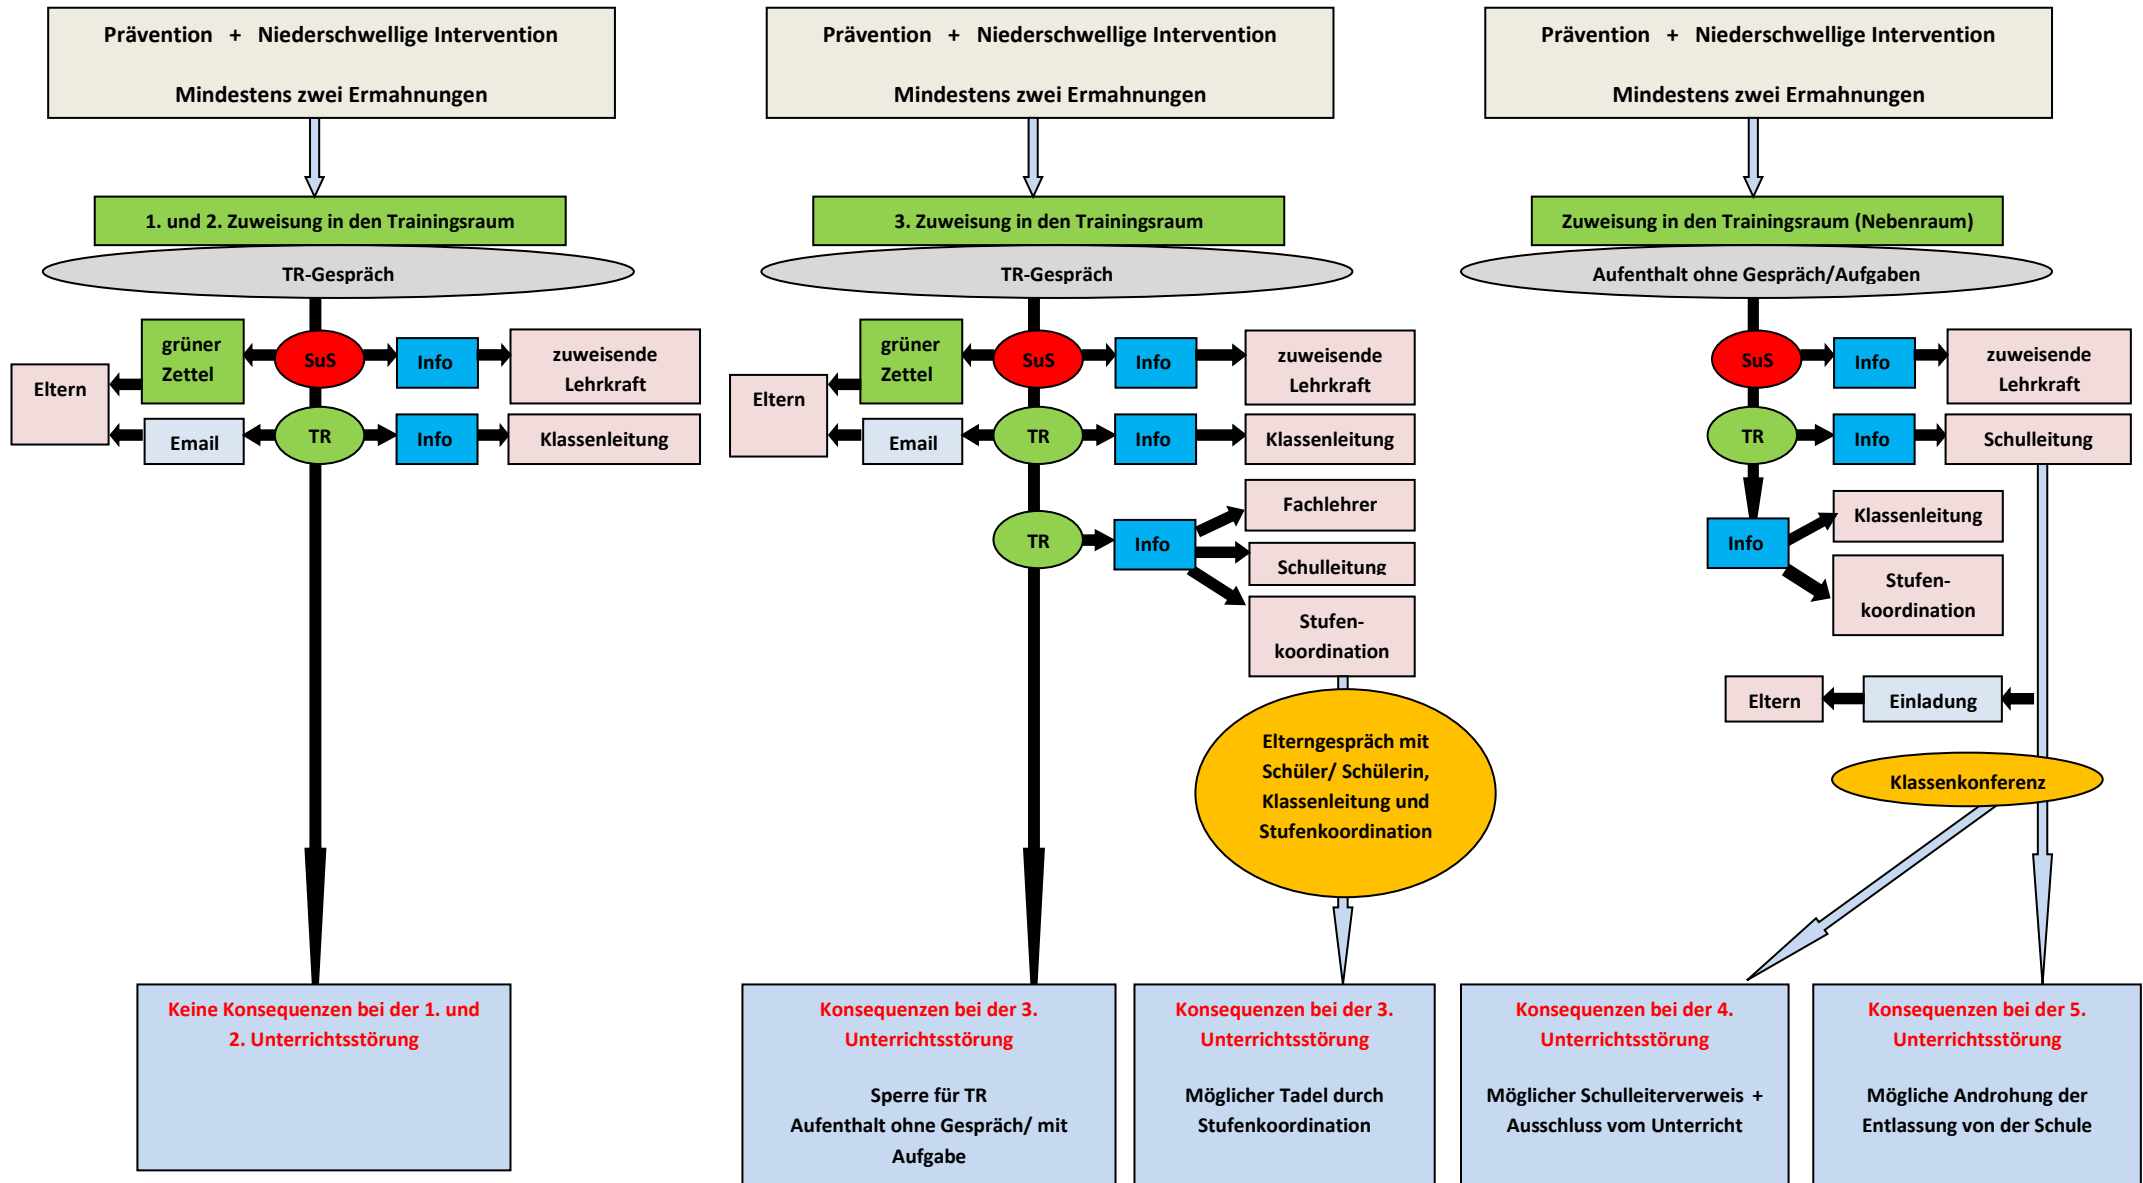 Prävention + Niederschwellige Intervention
Mindestens zwei Ermahnungen
1. und 2. Zuweisung in den Trainingsraum
TR-Gespräch
grüner
Zettel
SuS
Info
zuweisende
Lehrkraft
Eltern
Email
TR
Info
Klassenleitung
Keine Konsequenzen bei der 1. und
2. Unterrichtsstörung
Prävention + Niederschwellige Intervention
Mindestens zwei Ermahnungen
3. Zuweisung in den Trainingsraum
TR-Gespräch
grüner
Zettel
SuS
Info
zuweisende
Lehrkraft
Eltern
Email
TR
Info
Klassenleitung
TR
Info
Fachlehrer
Schulleitung
Stufen-
koordination
Elterngespräch mit
Schüler/ Schülerin,
Klassenleitung und
Stufenkoordination
Konsequenzen bei der 3.
Unterrichtsstörung
Sperre für TR
Aufenthalt ohne Gespräch/ mit
Aufgabe
Konsequenzen bei der 3.
Unterrichtsstörung
Möglicher Tadel durch
Stufenkoordination
Prävention + Niederschwellige Intervention
Mindestens zwei Ermahnungen
Zuweisung in den Trainingsraum (Nebenraum)
Aufenthalt ohne Gespräch/Aufgaben
SuS
Info
zuweisende
Lehrkraft
TR
Info
Schulleitung
Info
Klassenleitung
Stufen-
koordination
Eltern
Einladung
Klassenkonferenz
Konsequenzen bei der 4.
Unterrichtsstörung
Möglicher Schulleiterverweis +
Ausschluss vom Unterricht
Konsequenzen bei der 5.
Unterrichtsstörung
Mögliche Androhung der
Entlassung von der Schule